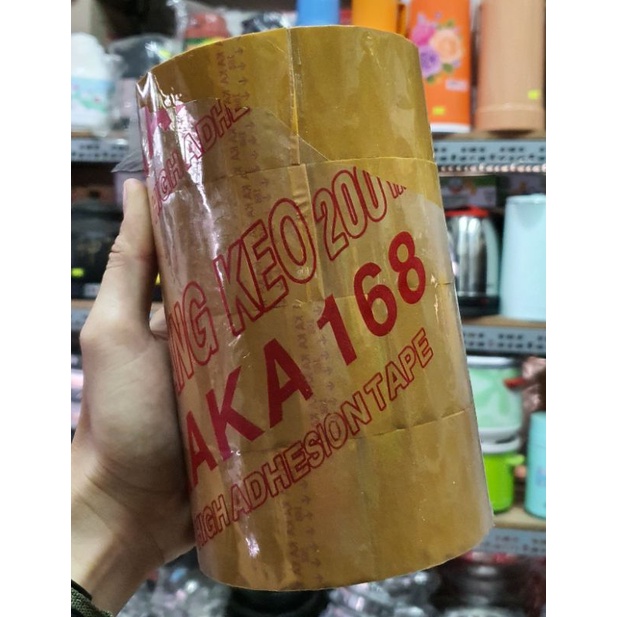 HIGH ADHE
NG KEO 200
AKA 168
HIGH ADHESION TAPE